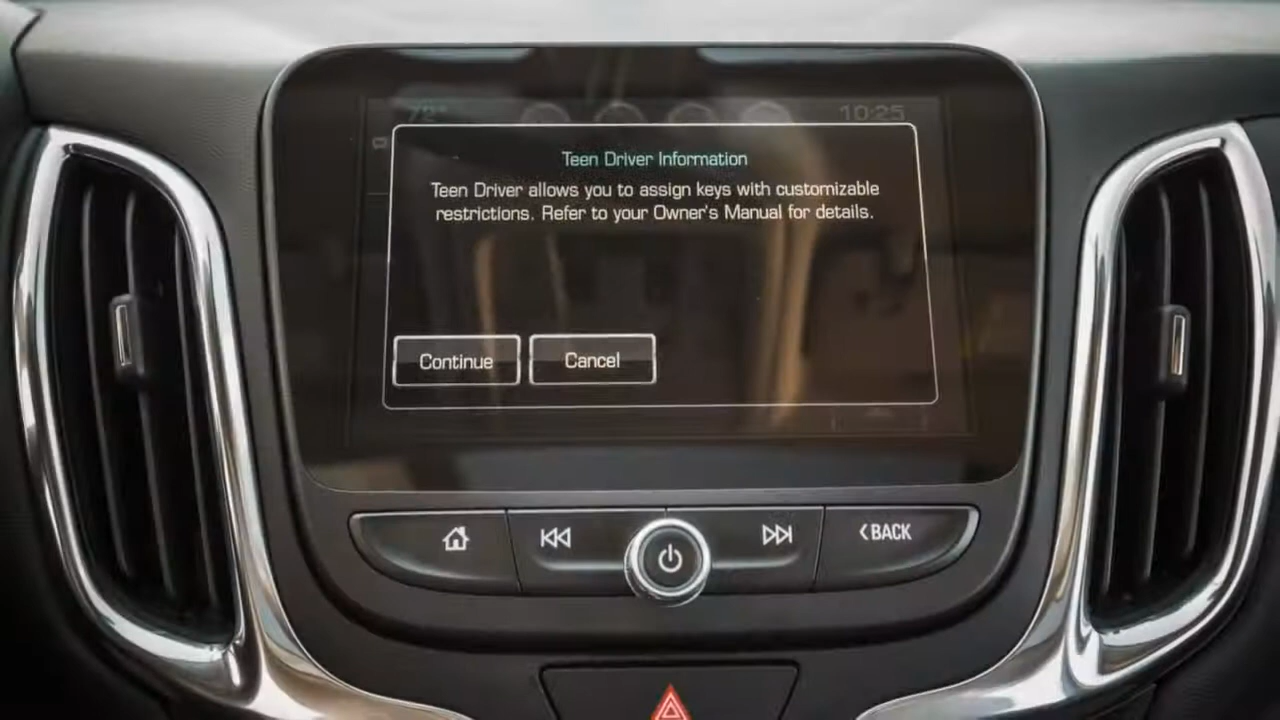 72° 10:25
Teen Driver Information
Teen Driver allows you to assign keys with customizable
restrictions. Refer to your Owner's Manual for details.
Continue Cancel
BACK